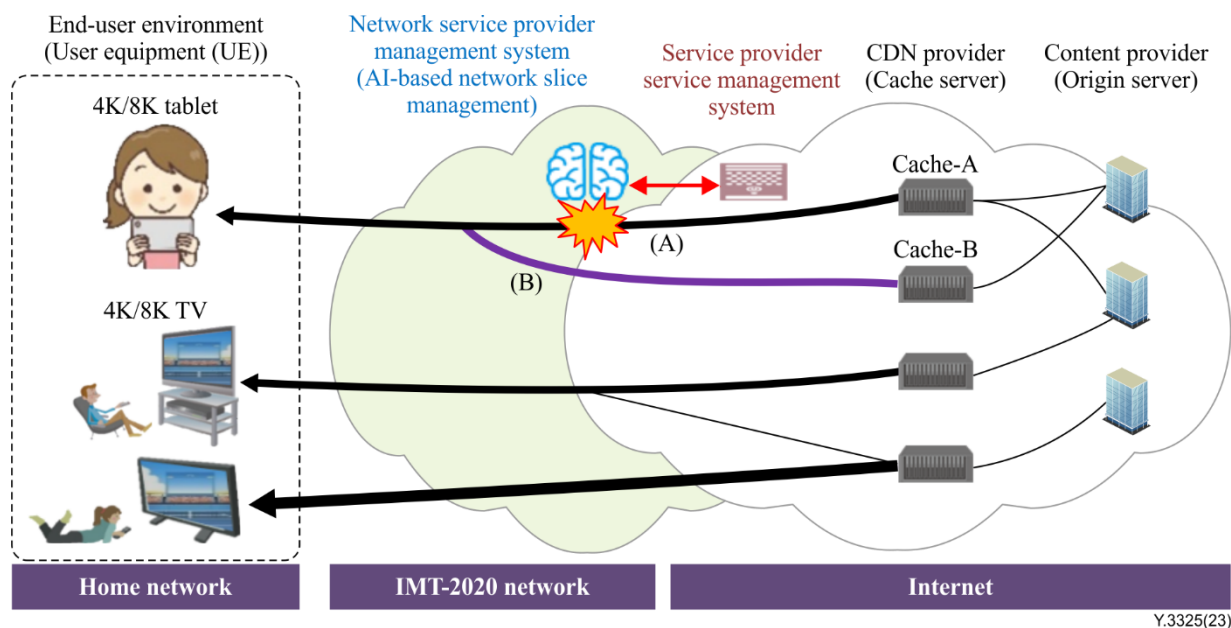 End-user environment
(User equipment (UE))
Network service provider
management system
(AI-based network slice
management)
Service provider
service management
system
CDN provider
(Cache server)
Content provider
(Origin server)
4K/8K tablet
Cache-A
(A)
Cache-B
(B)
4K/8K TV
Home network
IMT-2020 network
Internet
Y.3325(23)